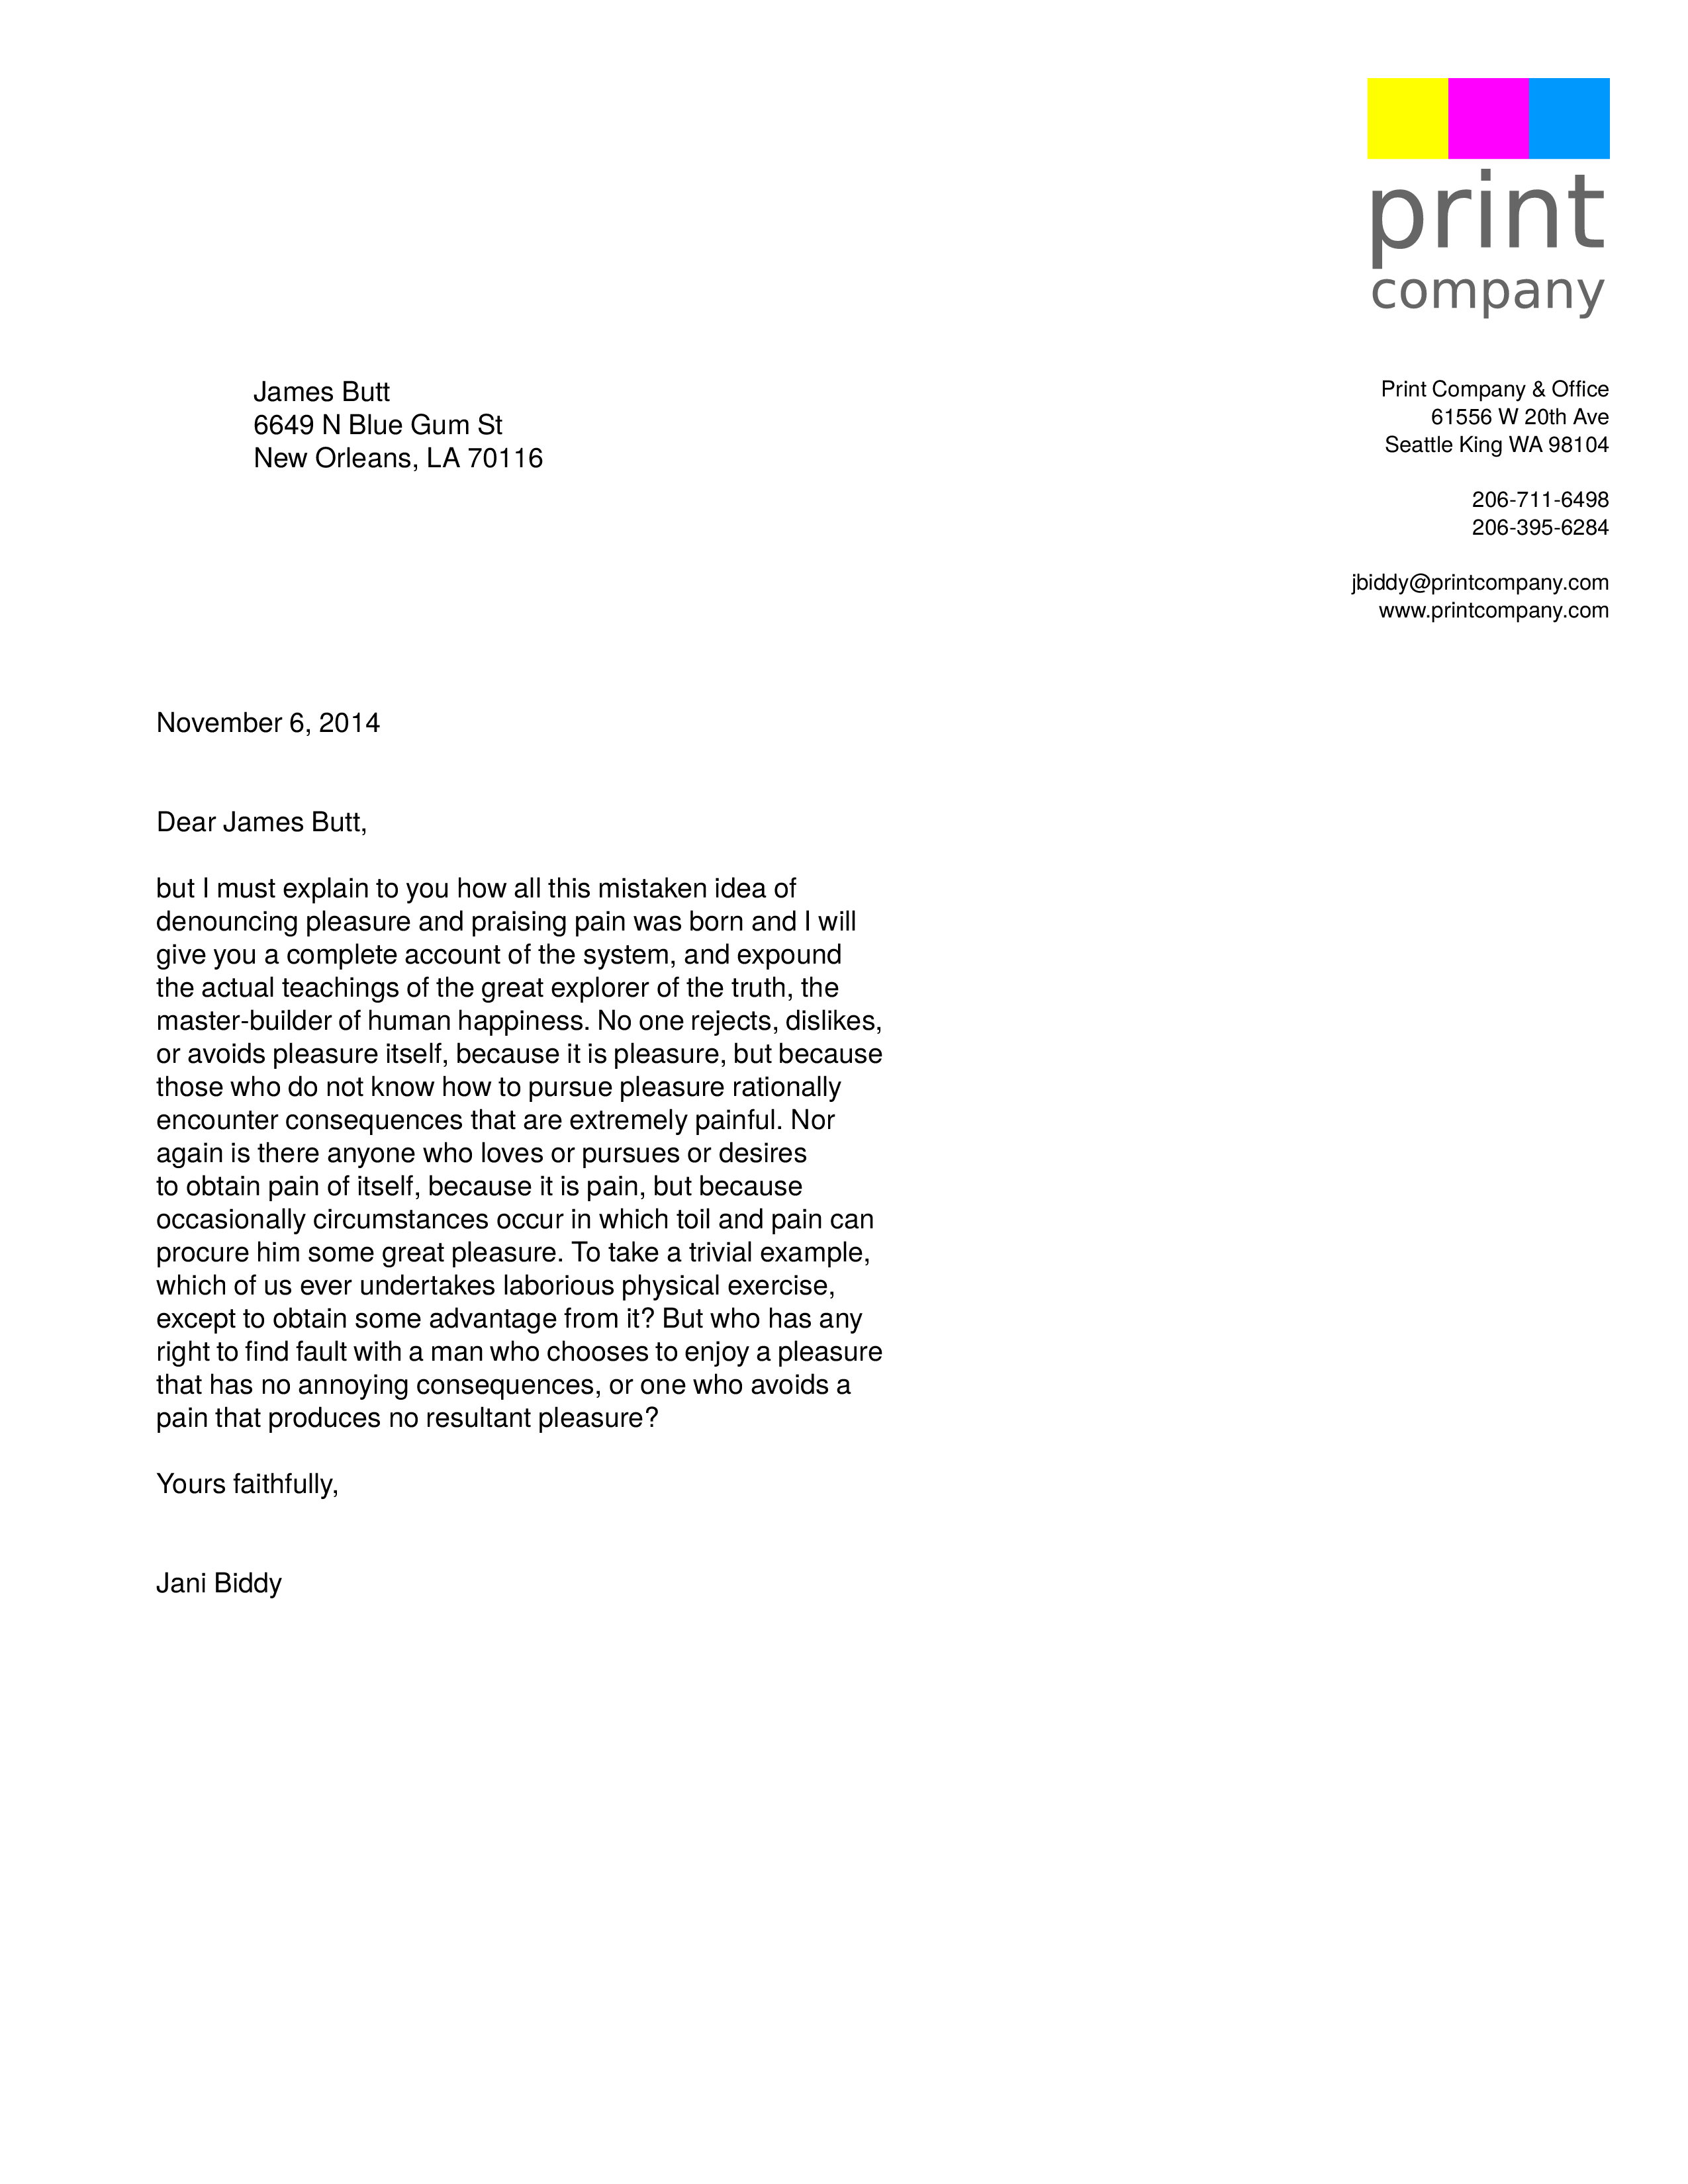 print
company
James Butt
6649 N Blue Gum St
New Orleans, LA 70116
Print Company & Office
61556 W 20th Ave
Seattle King WA 98104
206-711-6498
206-395-6284
jbiddy@printcompany.com
www.printcompany.com
November 6, 2014
Dear James Butt,
but I must explain to you how all this mistaken idea of
denouncing pleasure and praising pain was born and I will
give you a complete account of the system, and expound
the actual teachings of the great explorer of the truth, the
master-builder of human happiness. No one rejects, dislikes,
or avoids pleasure itself, because it is pleasure, but because
those who do not know how to pursue pleasure rationally
encounter consequences that are extremely painful. Nor
again is there anyone who loves or pursues or desires
to obtain pain of itself, because it is pain, but because
occasionally circumstances occur in which toil and pain can
procure him some great pleasure. To take a trivial example,
which of us ever undertakes laborious physical exercise,
except to obtain some advantage from it? But who has any
right to find fault with a man who chooses to enjoy a pleasure
that has no annoying consequences, or one who avoids a
pain that produces no resultant pleasure?
Yours faithfully,
Jani Biddy